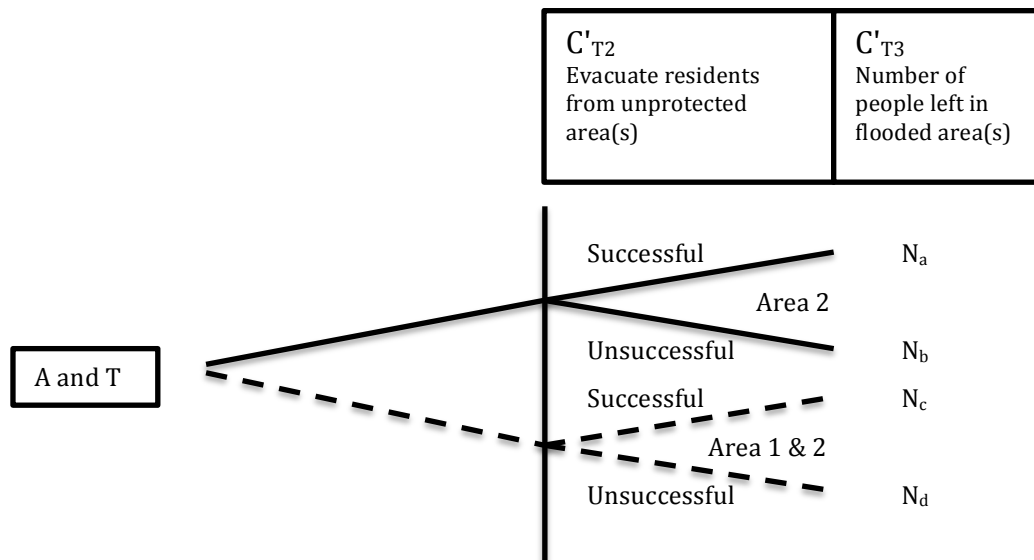 C'T2
Evacuate residents
from unprotected
area(s)
C'T3
Number of
people left in
flooded area(s)
Successful
Na
Area 2
A and T
Unsuccessful
Nb
Successful
Nc
Area 1 & 2
Unsuccessful
Nd